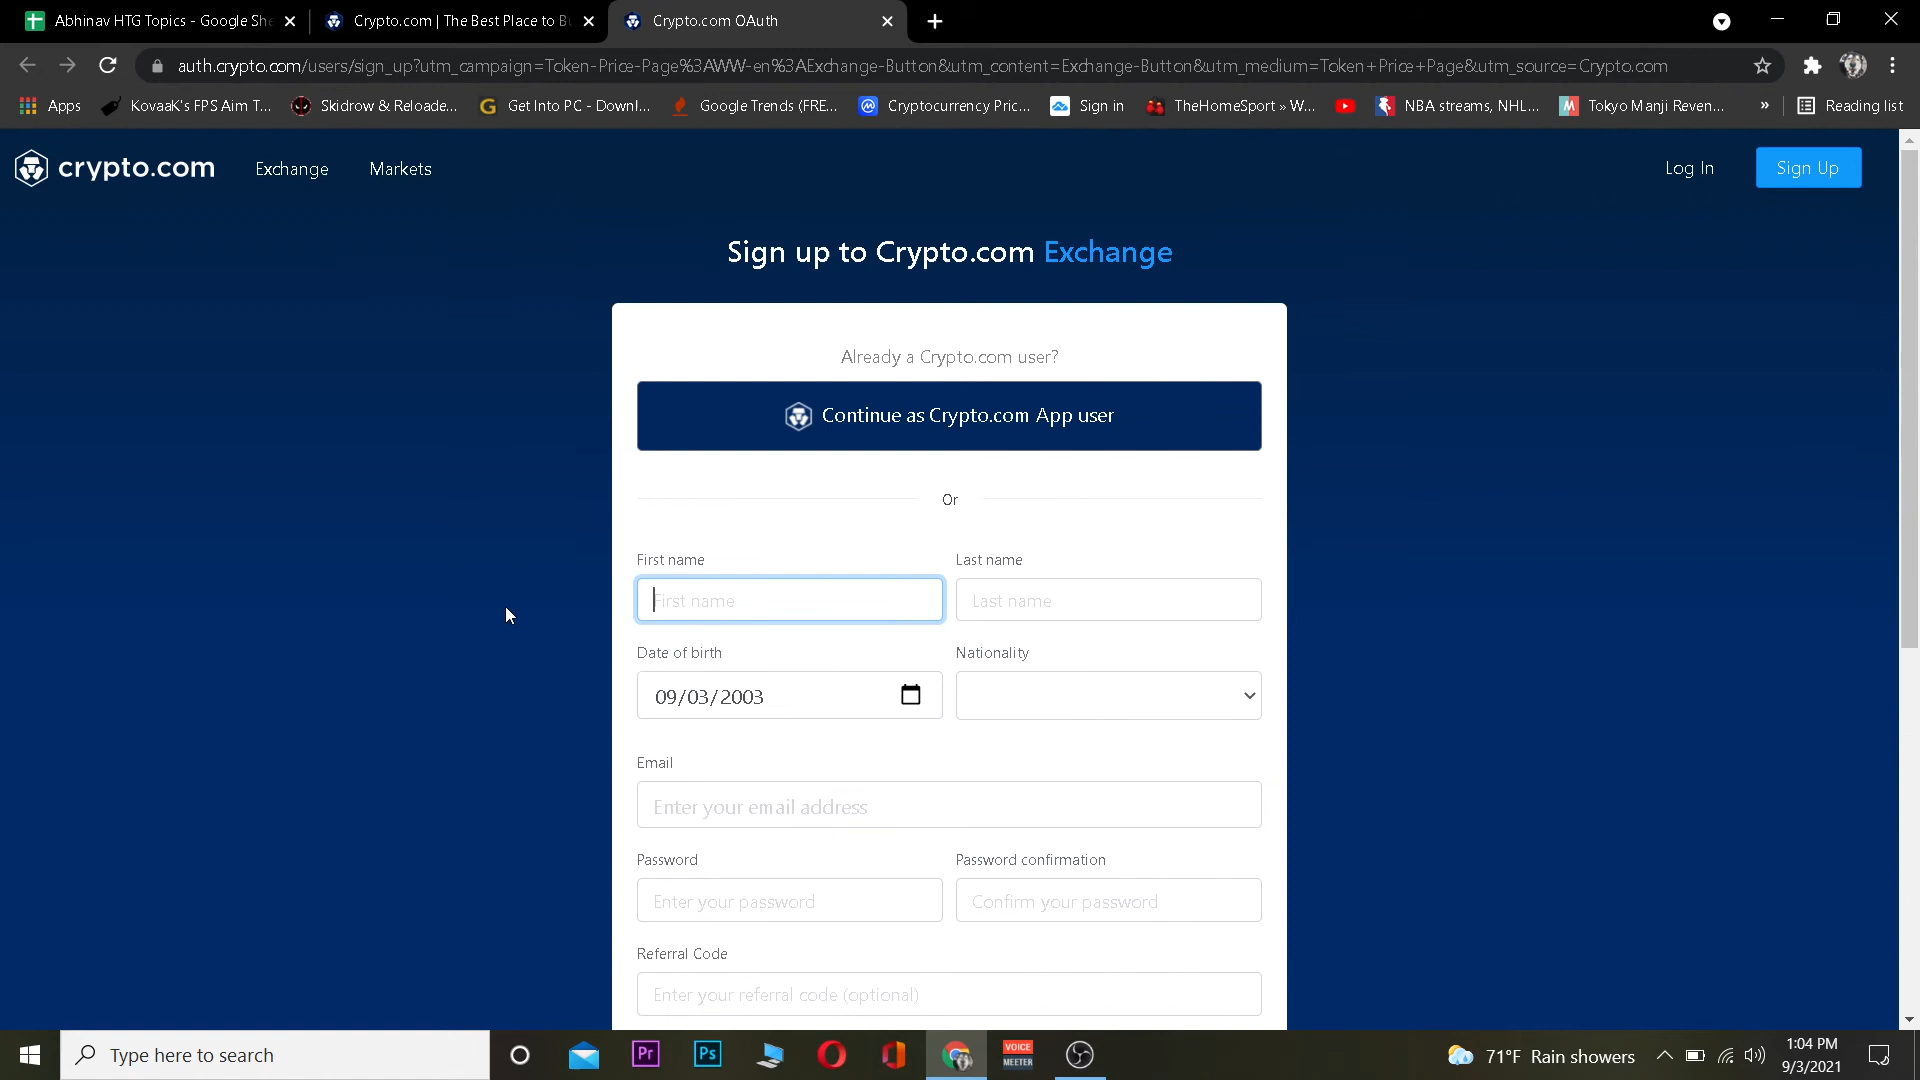 Abhinav HTG Topics - Google She
Crypto.com | The Best Place to B
Crypto.com OAuth
auth.crypto.com/users/sign_up?utm_campaign=Token-Price-Page%3AWW-en%3AExchange-Button&utm_content=Exchange-Button&utm_medium=Token+Price+Page&utm_source=Crypto.com
Apps
KovaaK's FPS Aim T...
Skidrow & Reloade...
Get Into PC - Downl...
Google Trends (FRE...
Cryptocurrency Pric...
Sign in
TheHomeSport » W...
NBA streams, NHL...
Tokyo Manji Reven...
»
Reading list
crypto.com
Exchange
Markets
Log In
Sign Up
Sign up to Crypto.com Exchange
Already a Crypto.com user?
Continue as Crypto.com App user
Or
First name
Last name
First name
Last name
Date of birth
Nationality
09/03/2003
Email
Enter your email address
Password
Password confirmation
Enter your password
Confirm your password
Referral Code
Enter your referral code (optional)
Type here to search
Pr
Ps
VOICE
MEETER
71°F Rain showers
1:04 PM
9/3/2021